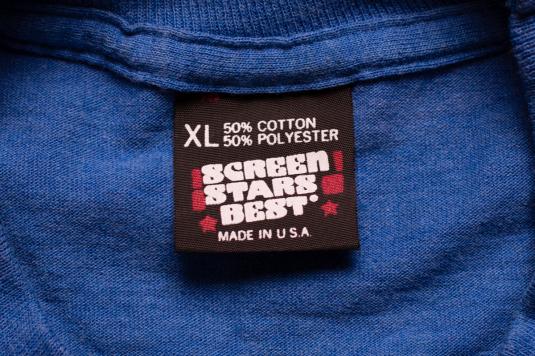 XL 50% COTTON
50% POLYESTER
SCREEN
STARS
BEST
MADE IN U.S.A.